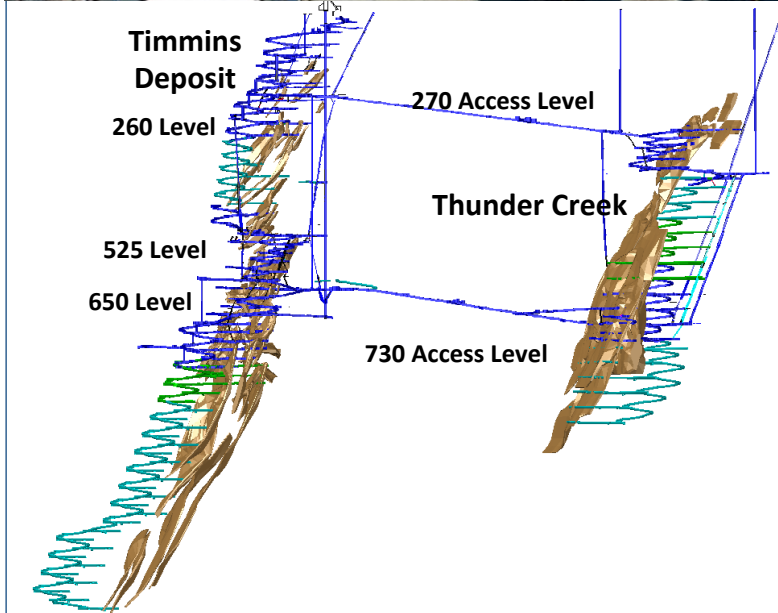 Timmins
Deposit
270 Access Level
260 Level
Thunder Creek
525 Level
650 Level
730 Access Level